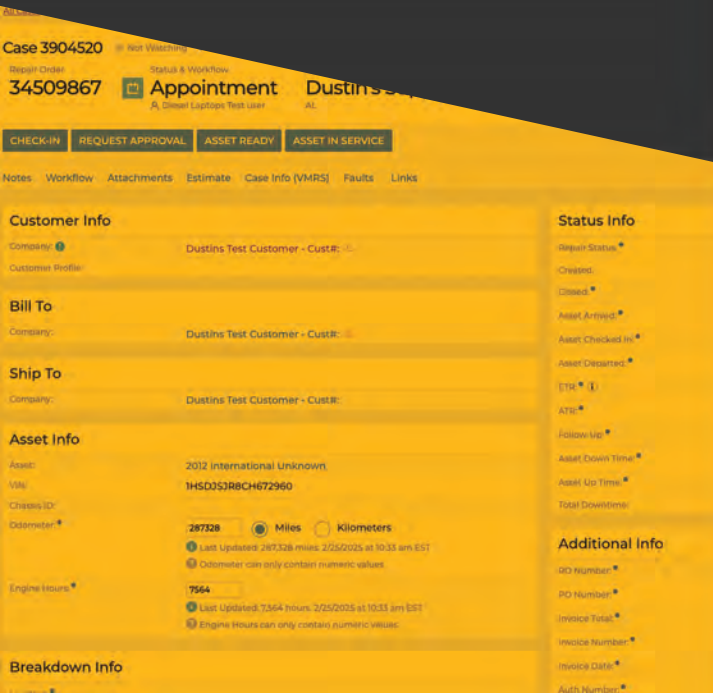 Case 3904520 Not Watching
Repair Order Status & Workflow
34509867 Appointment Dustin's
Diesel Laptops Test user AL
CHECK-IN REQUEST APPROVAL ASSET READY ASSET IN SERVICE
Notes Workflow Attachments Estimate Case Info (VMRS) Faults Links
Customer Info
Company:
Dustins Test Customer - Cust#:
Customer Profile:
Bill To
Company:
Dustins Test Customer - Cust#:
Ship To
Company:
Dustins Test Customer - Cust#:
Asset Info
Asset:
2012 International Unknown
VIN:
1HSDJSJR8CH672960
Chassis ID:
Odometer:
287328 Miles Kilometers
Last Updated: 287,328 miles. 2/25/2025 at 10:33 am EST
Odometer can only contain numeric values.
Engine Hours:
7564
Last Updated: 7,564 hours. 2/25/2025 at 10:33 am EST
Engine Hours can only contain numeric values.
Breakdown Info
Status Info
Repair Status:
Created:
Closed:
Asset Arrived:
Asset Checked In:
Asset Departed:
ETR:
ATR:
Follow-Up:
Asset Down Time:
Asset Up Time:
Total Downtime:
Additional Info
RO Number:
PO Number:
Invoice Total:
Invoice Number:
Invoice Date:
Auth Number: